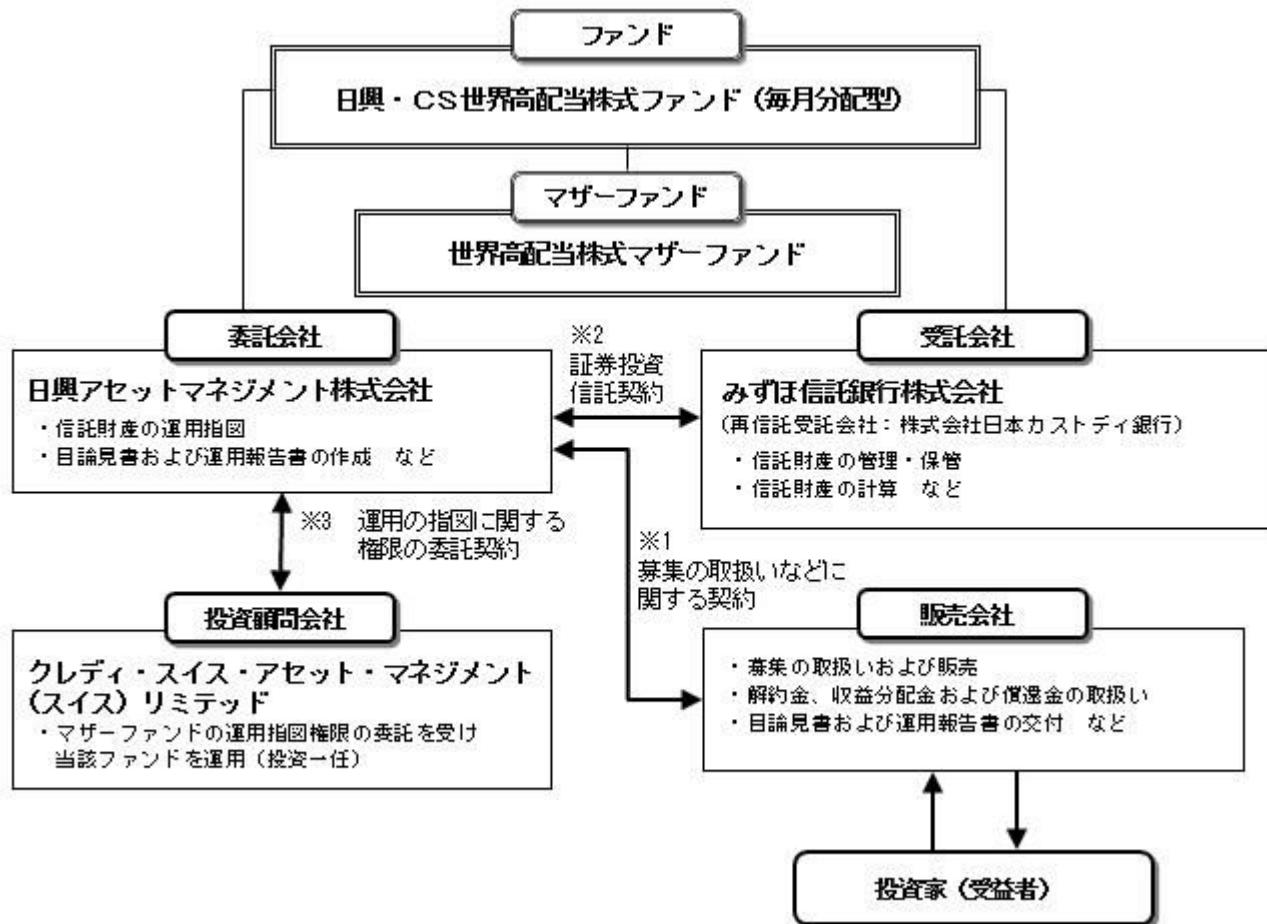 ファンド
日興・CS世界高配当株式ファンド(毎月分配型)
マザーファンド
世界高配当株式マザーファンド
委託会社
日興アセットマネジメント株式会社
・信託財産の運用指図
・目論見書および運用報告書の作成 など
※2
証券投資
信託契約
受託会社
みずほ信託銀行株式会社
(再信託受託会社:株式会社日本カストディ銀行)
・信託財産の管理・保管
・信託財産の計算 など
※3 運用の指図に関する
権限の委託契約
※1
募集の取扱いなどに
関する契約
投資顧問会社
クレディ・スイス・アセット・マネジメント
(スイス)リミテッド
・マザーファンドの運用指図権限の委託を受け
当該ファンドを運用(投資一任)
販売会社
・募集の取扱いおよび販売
・解約金、収益分配金および償還金の取扱い
・目論見書および運用報告書の交付 など
投資家(受益者)